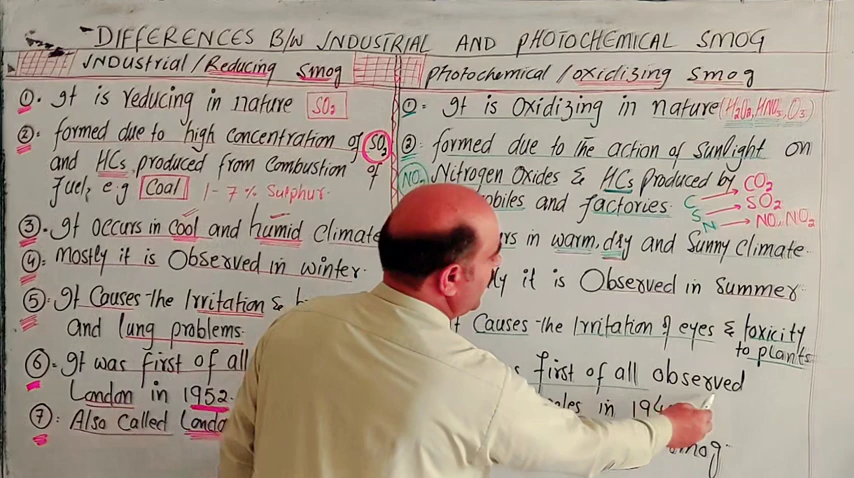 DIFFERENCES B/W INDUSTRIAL AND PHOTOCHEMICAL SMOG
INDUSTRIAL/Reducing Smog
①. It is reducing in nature SO₂
②: formed due to high concentration of SO₂
and HCs produced from Combustion of
Fuel, e.g Coal 1-7% Sulphur
③. It occurs in cool and humid Climate
④: Mostly it is Observed in winter.
⑤: It Causes the Irritation &
and lung problems.
⑥: It was first of all
London in 1952.
⑦: Also Called
Photochemical/oxidizing smog
①: It is Oxidizing in nature (H₂O₂, HNO₃, O₃)
②: formed due to the action of Sunlight on
NO₂ Nitrogen Oxides & HCs produced by
and factories.
C → CO₂
S → SO₂
N → NO, NO₂
in warm, dry and Sunny Climate.
it is Observed in Summer
Causes the Irritation of eyes & toxicity
to plants
first of all observed
in